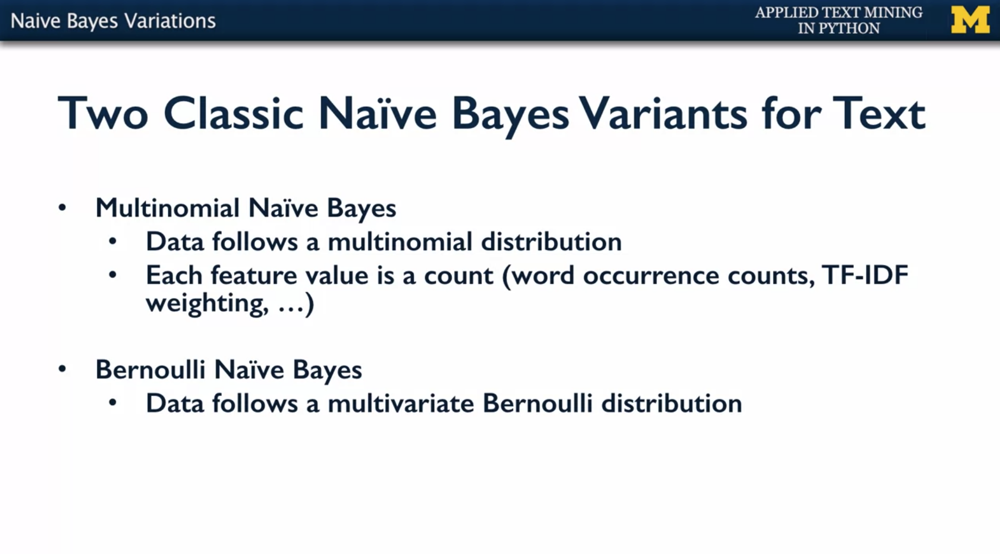 Naive Bayes Variations
APPLIED TEXT MINING
IN PYTHON
M
Two Classic Naïve Bayes Variants for Text
• Multinomial Naïve Bayes
• Data follows a multinomial distribution
• Each feature value is a count (word occurrence counts, TF-IDF
weighting, …)
• Bernoulli Naïve Bayes
• Data follows a multivariate Bernoulli distribution